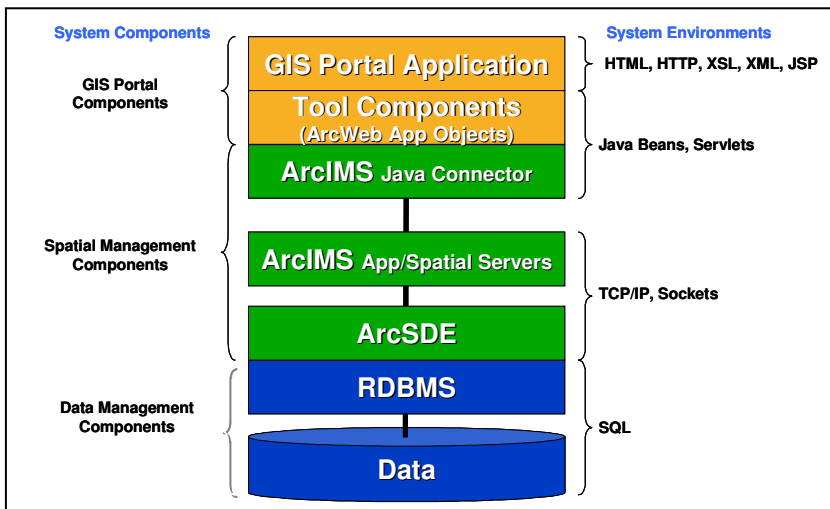 System Components
System Environments
GIS Portal Application
HTML, HTTP, XSL, XML, JSP
GIS Portal
Components
Tool Components
(ArcWeb App Objects)
Java Beans, Servlets
ArcIMS Java Connector
Spatial Management
Components
ArcIMS App/Spatial Servers
TCP/IP, Sockets
ArcSDE
RDBMS
Data Management
Components
SQL
Data